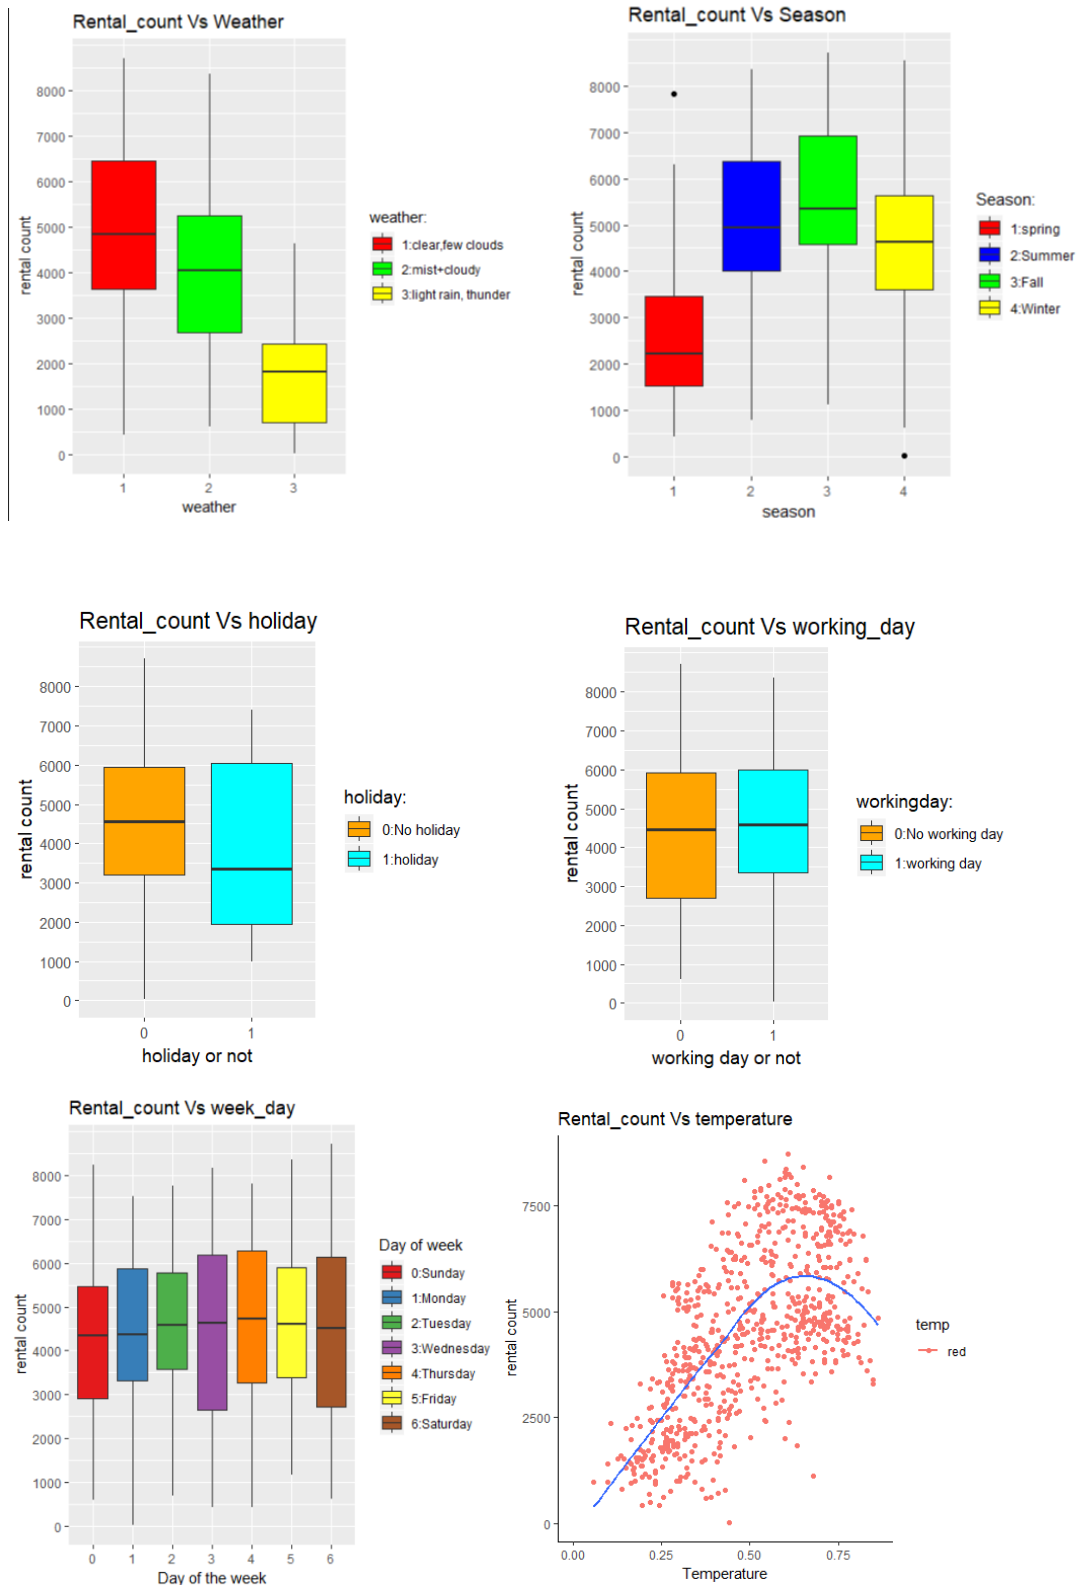 Rental_count Vs Weather
8000
7000
6000
5000
4000
3000
2000
1000
0
rental count
1 2 3
weather
weather:
1:clear,few clouds
2:mist+cloudy
3:light rain, thunder
Rental_count Vs Season
8000
7000
6000
5000
4000
3000
2000
1000
0
rental count
1 2 3 4
season
Season:
1:spring
2:Summer
3:Fall
4:Winter
Rental_count Vs holiday
8000
7000
6000
5000
4000
3000
2000
1000
0
rental count
0 1
holiday or not
holiday:
0:No holiday
1:holiday
Rental_count Vs working_day
8000
7000
6000
5000
4000
3000
2000
1000
0
rental count
0 1
working day or not
workingday:
0:No working day
1:working day
Rental_count Vs week_day
8000
7000
6000
5000
4000
3000
2000
1000
0
rental count
0 1 2 3 4 5 6
Day of the week
Day of week
0:Sunday
1:Monday
2:Tuesday
3:Wednesday
4:Thursday
5:Friday
6:Saturday
Rental_count Vs temperature
7500
5000
2500
0
rental count
0.00 0.25 0.50 0.75
Temperature
temp
red